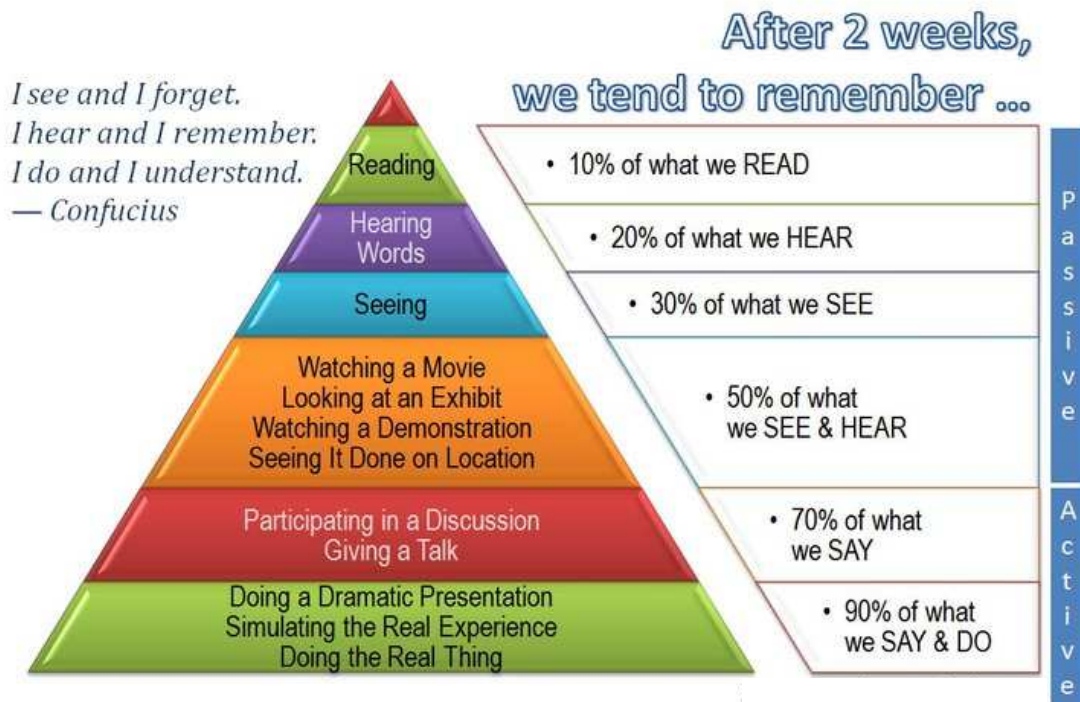 After 2 weeks,
we tend to remember ...
I see and I forget.
I hear and I remember.
I do and I understand.
— Confucius
Reading
• 10% of what we READ
Hearing
Words
• 20% of what we HEAR
Seeing
• 30% of what we SEE
Watching a Movie
Looking at an Exhibit
Watching a Demonstration
Seeing It Done on Location
• 50% of what
we SEE & HEAR
Passive
Participating in a Discussion
Giving a Talk
• 70% of what
we SAY
Doing a Dramatic Presentation
Simulating the Real Experience
Doing the Real Thing
• 90% of what
we SAY & DO
Active